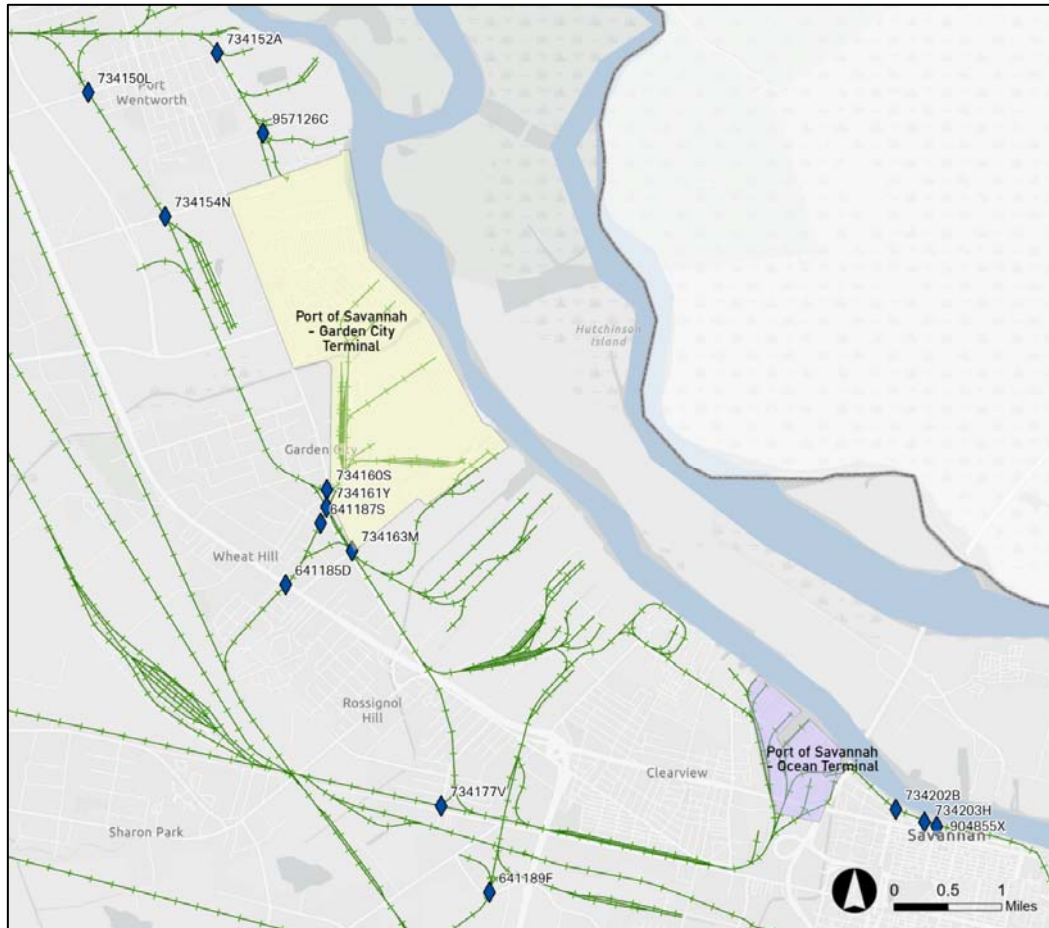 734152A
734150L
Port
Wentworth
957126C
734154N
Port of Savannah
- Garden City
Terminal
Hutchinson
Island
Garden City
734160S
734161Y
641187S
734163M
Wheat Hill
641185D
Rossignol
Hill
Port of Savannah
- Ocean Terminal
Clearview
734177V
734202B
734203H
904855X
Savannah
Sharon Park
641189F
0 0.5 1
Miles